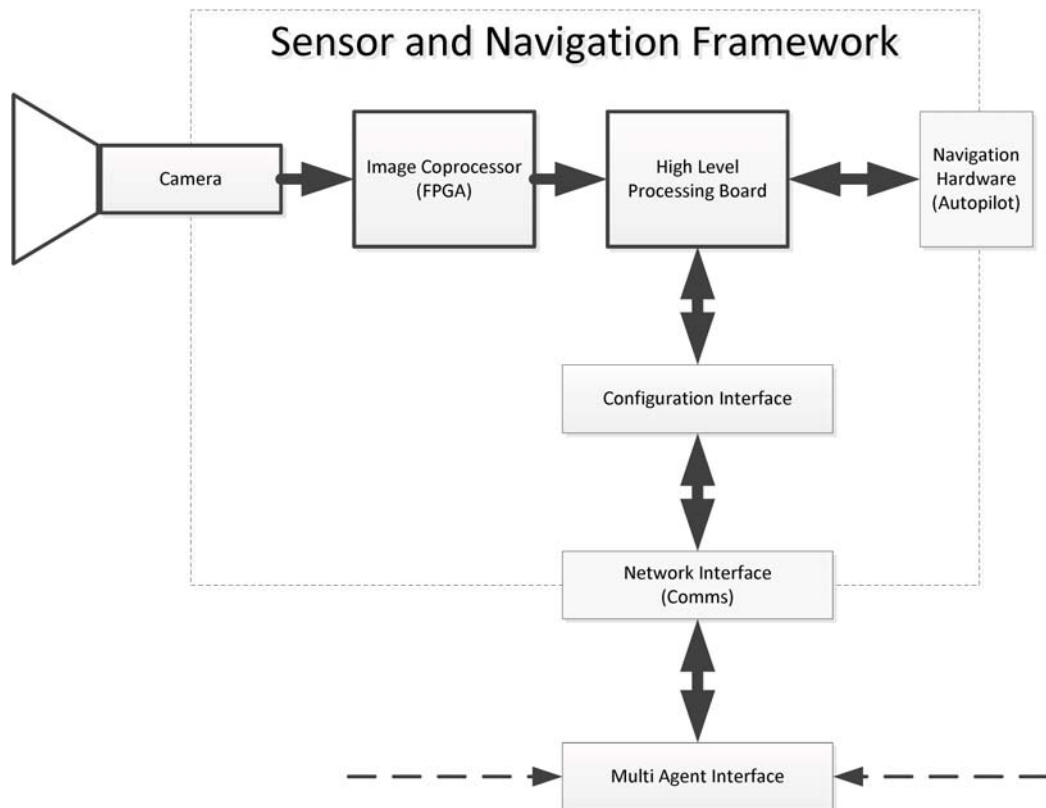 Sensor and Navigation Framework
Camera
Image Coprocessor
(FPGA)
High Level
Processing Board
Navigation
Hardware
(Autopilot)
Configuration Interface
Network Interface
(Comms)
Multi Agent Interface